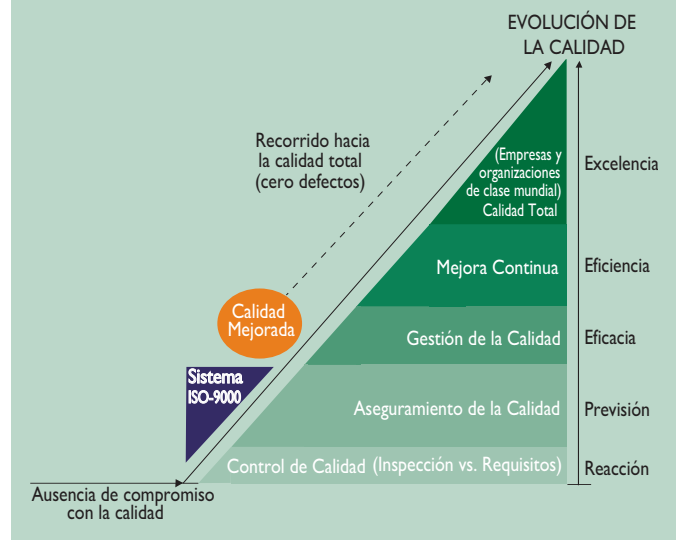 EVOLUCIÓN DE
LA CALIDAD
Recorrido hacia
la calidad total
(cero defectos)
(Empresas y
organizaciones
de clase mundial)
Calidad Total
Excelencia
Mejora Continua
Eficiencia
Calidad
Mejorada
Gestión de la Calidad
Eficacia
Sistema
ISO-9000
Aseguramiento de la Calidad
Previsión
Control de Calidad (Inspección vs. Requisitos)
Reacción
Ausencia de compromiso
con la calidad